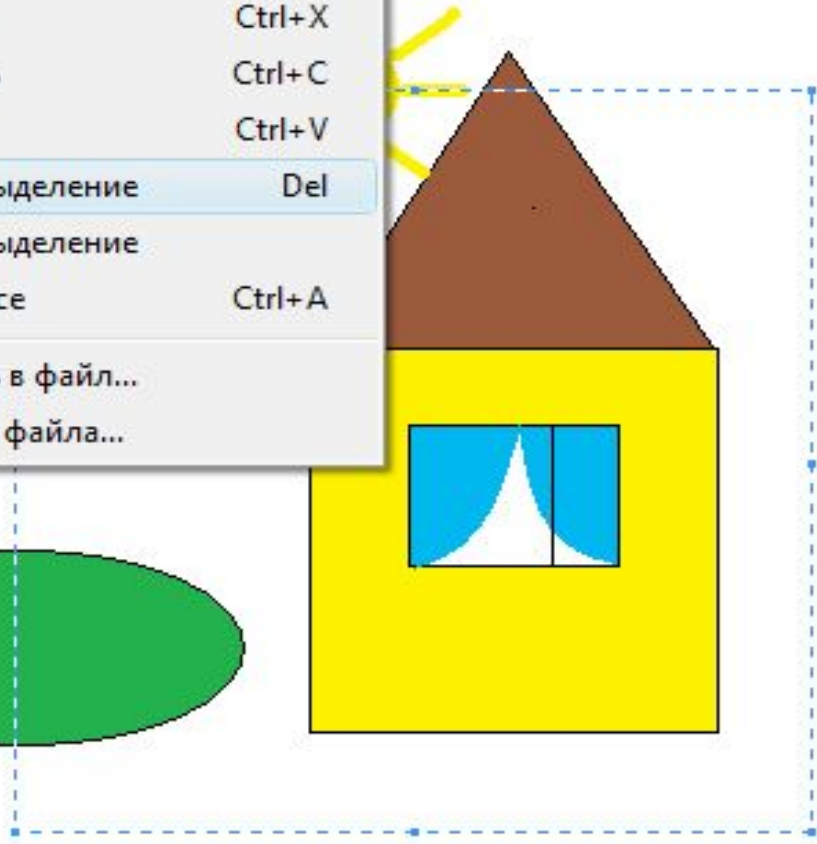 Ctrl+X
Ctrl+C
Ctrl+V
ыделение Del
ыделение
се Ctrl+A
в файл...
файла...